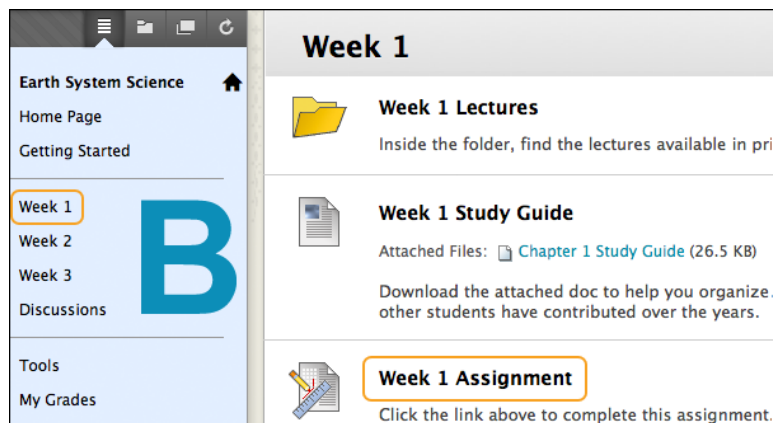 Earth System Science
Home Page
Getting Started
Week 1
Week 2
Week 3
Discussions
Tools
My Grades
B
Week 1
Week 1 Lectures
Inside the folder, find the lectures available in pri
Week 1 Study Guide
Attached Files: Chapter 1 Study Guide (26.5 KB)
Download the attached doc to help you organize.
other students have contributed over the years.
Week 1 Assignment
Click the link above to complete this assignment.